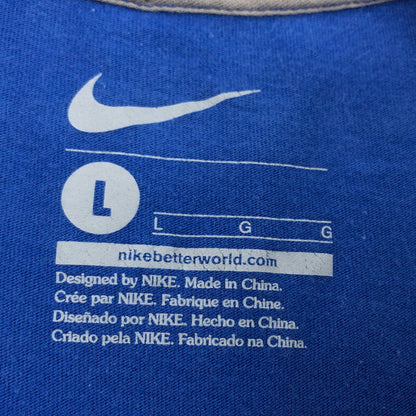 L
L G G
nikebetterworld.com
Designed by NIKE. Made in China.
Crée par NIKE. Fabrique en Chine.
Diseñado por NIKE. Hecho en China.
Criado pela NIKE. Fabricado na China.